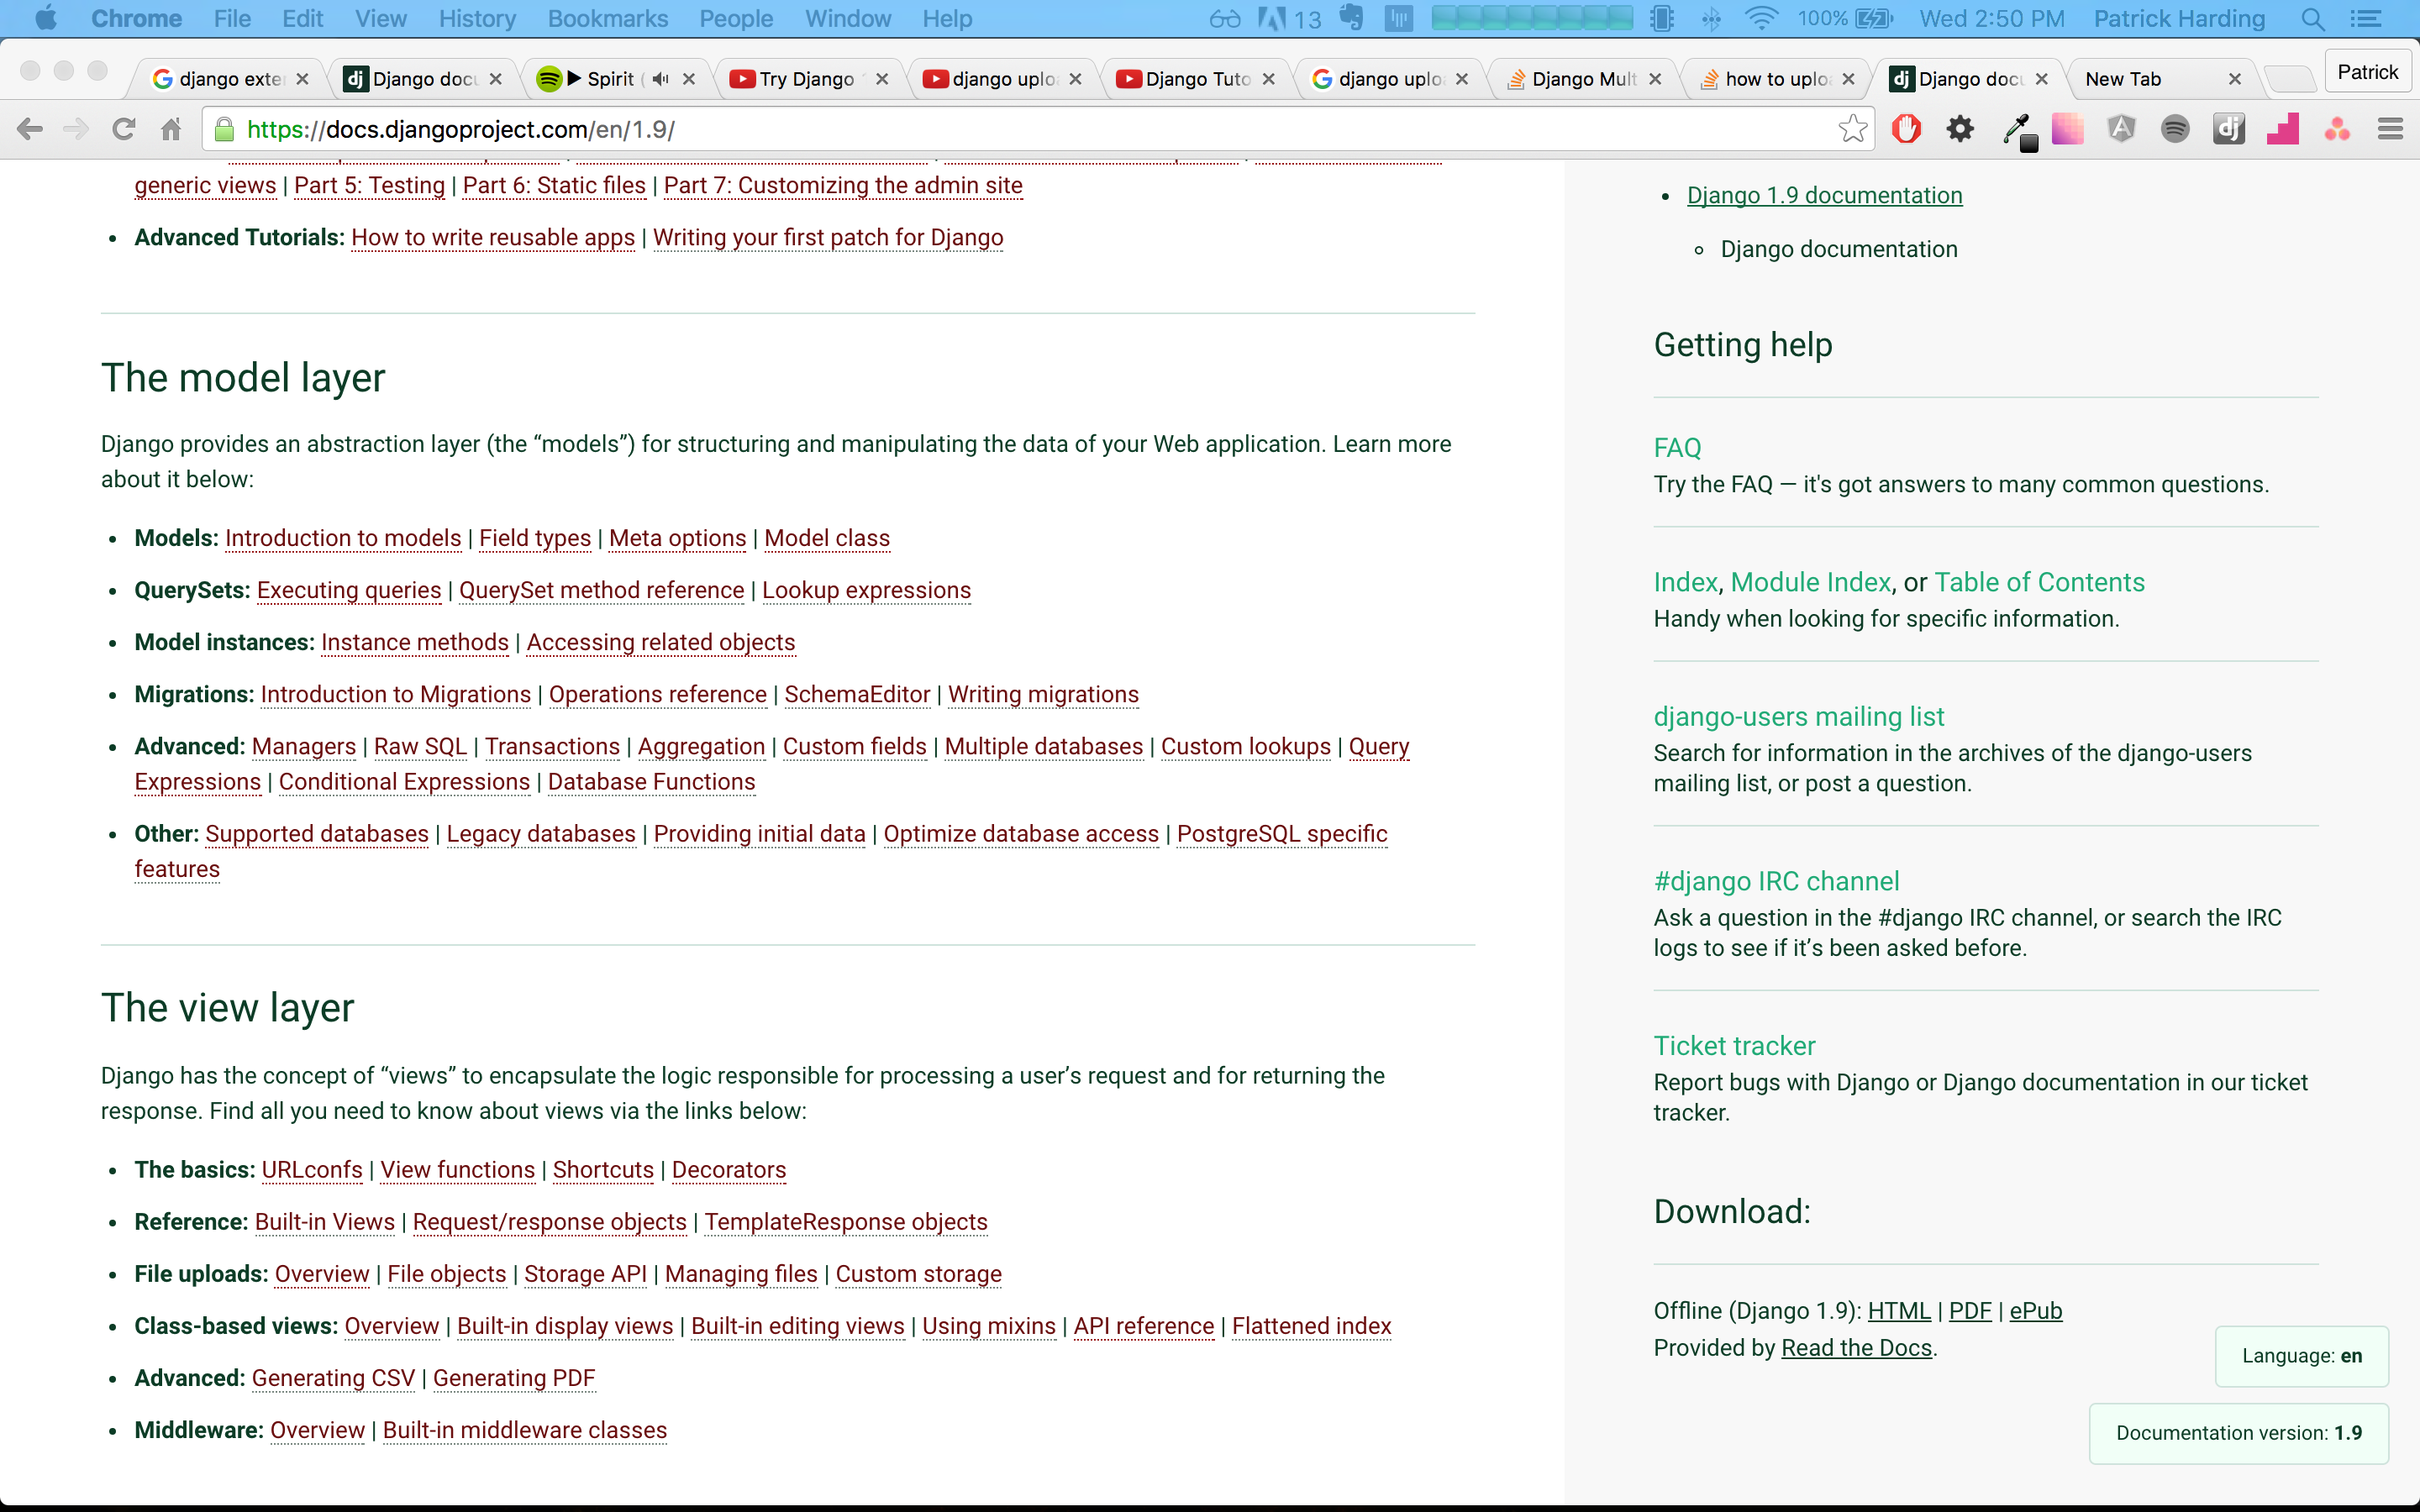 Chrome File Edit View History Bookmarks People Window Help 13 100% Wed 2:50 PM Patrick Harding
django exte Django docu Spirit ( Try Django django uplo Django Tuto django uplo Django Mult how to uplo Django docu New Tab Patrick
https://docs.djangoproject.com/en/1.9/
generic views | Part 5: Testing | Part 6: Static files | Part 7: Customizing the admin site
• Advanced Tutorials: How to write reusable apps | Writing your first patch for Django
The model layer
Django provides an abstraction layer (the “models”) for structuring and manipulating the data of your Web application. Learn more
about it below:
• Models: Introduction to models | Field types | Meta options | Model class
• QuerySets: Executing queries | QuerySet method reference | Lookup expressions
• Model instances: Instance methods | Accessing related objects
• Migrations: Introduction to Migrations | Operations reference | SchemaEditor | Writing migrations
• Advanced: Managers | Raw SQL | Transactions | Aggregation | Custom fields | Multiple databases | Custom lookups | Query
Expressions | Conditional Expressions | Database Functions
• Other: Supported databases | Legacy databases | Providing initial data | Optimize database access | PostgreSQL specific
features
The view layer
Django has the concept of “views” to encapsulate the logic responsible for processing a user’s request and for returning the
response. Find all you need to know about views via the links below:
• The basics: URLconfs | View functions | Shortcuts | Decorators
• Reference: Built-in Views | Request/response objects | TemplateResponse objects
• File uploads: Overview | File objects | Storage API | Managing files | Custom storage
• Class-based views: Overview | Built-in display views | Built-in editing views | Using mixins | API reference | Flattened index
• Advanced: Generating CSV | Generating PDF
• Middleware: Overview | Built-in middleware classes
• Django 1.9 documentation
Django documentation
Getting help
FAQ
Try the FAQ — it's got answers to many common questions.
Index, Module Index, or Table of Contents
Handy when looking for specific information.
django-users mailing list
Search for information in the archives of the django-users
mailing list, or post a question.
#django IRC channel
Ask a question in the #django IRC channel, or search the IRC
logs to see if it’s been asked before.
Ticket tracker
Report bugs with Django or Django documentation in our ticket
tracker.
Download:
Offline (Django 1.9): HTML | PDF | ePub
Provided by Read the Docs.
Language: en
Documentation version: 1.9